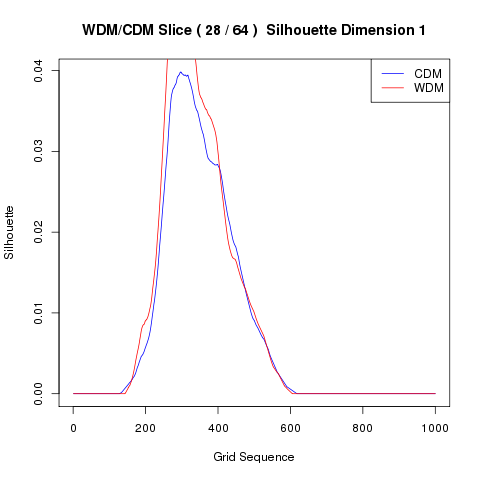 WDM/CDM Slice ( 28 / 64 )  Silhouette Dimension 1
CDM
WDM
Silhouette
0.04
0.03
0.02
0.01
0.00
0 200 400 600 800 1000
Grid Sequence